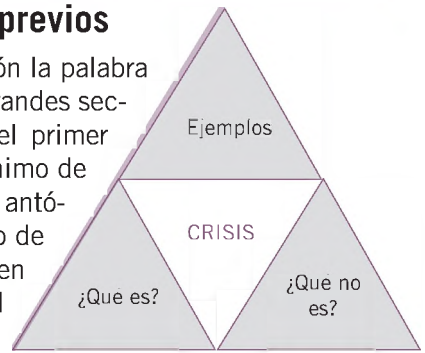 previos
ón la palabra
randes sec-
el primer
nimo de
antó-
o de
en
Ejemplos
CRISIS
¿Qué es?
¿Qué no
es?